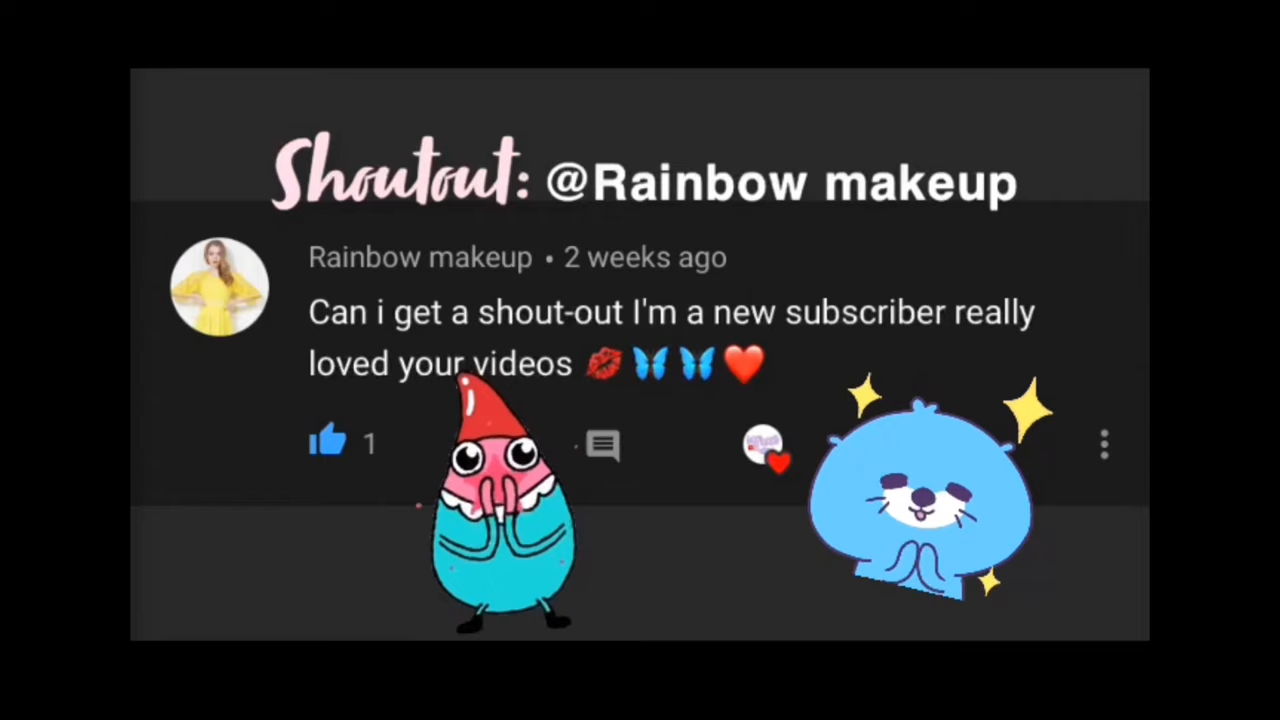 Shoutout: @Rainbow makeup
Rainbow makeup • 2 weeks ago
Can i get a shout-out I'm a new subscriber really
loved your videos 💋🦋🦋❤️
1